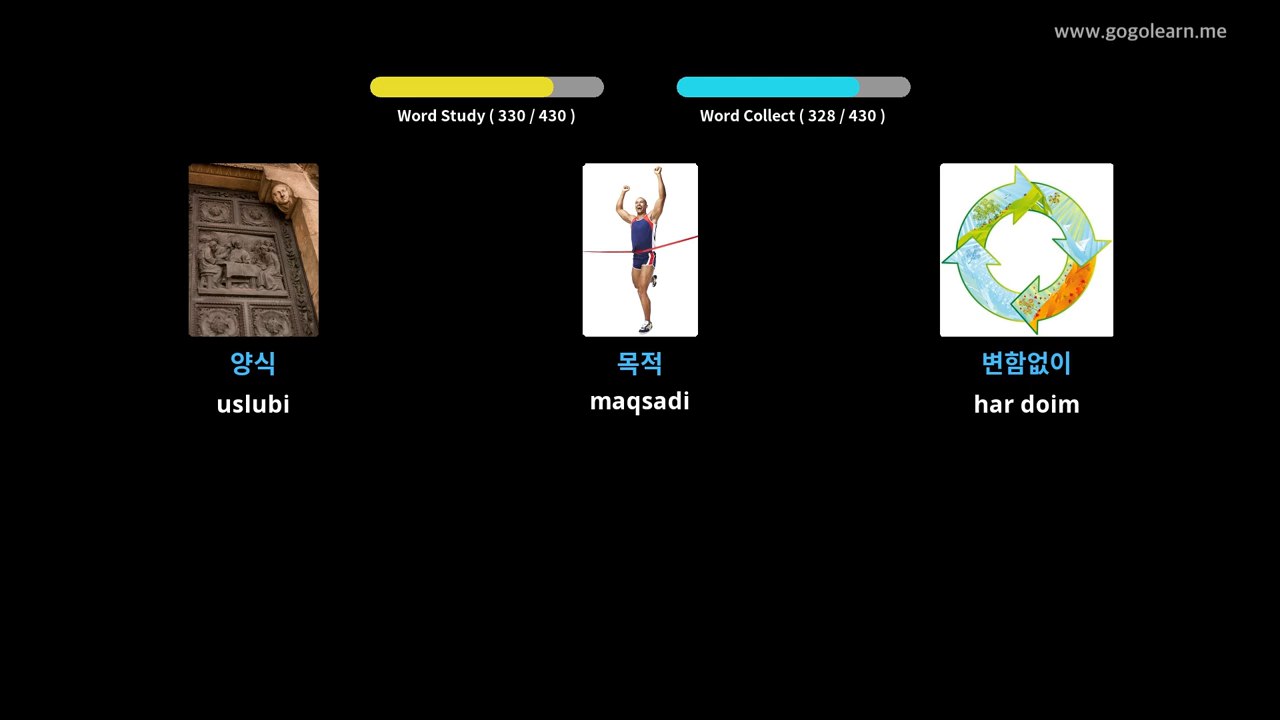 www.gogolearn.me
Word Study ( 330 / 430 )
Word Collect ( 328 / 430 )
양식
목적
변함없이
uslubi
maqsadi
har doim